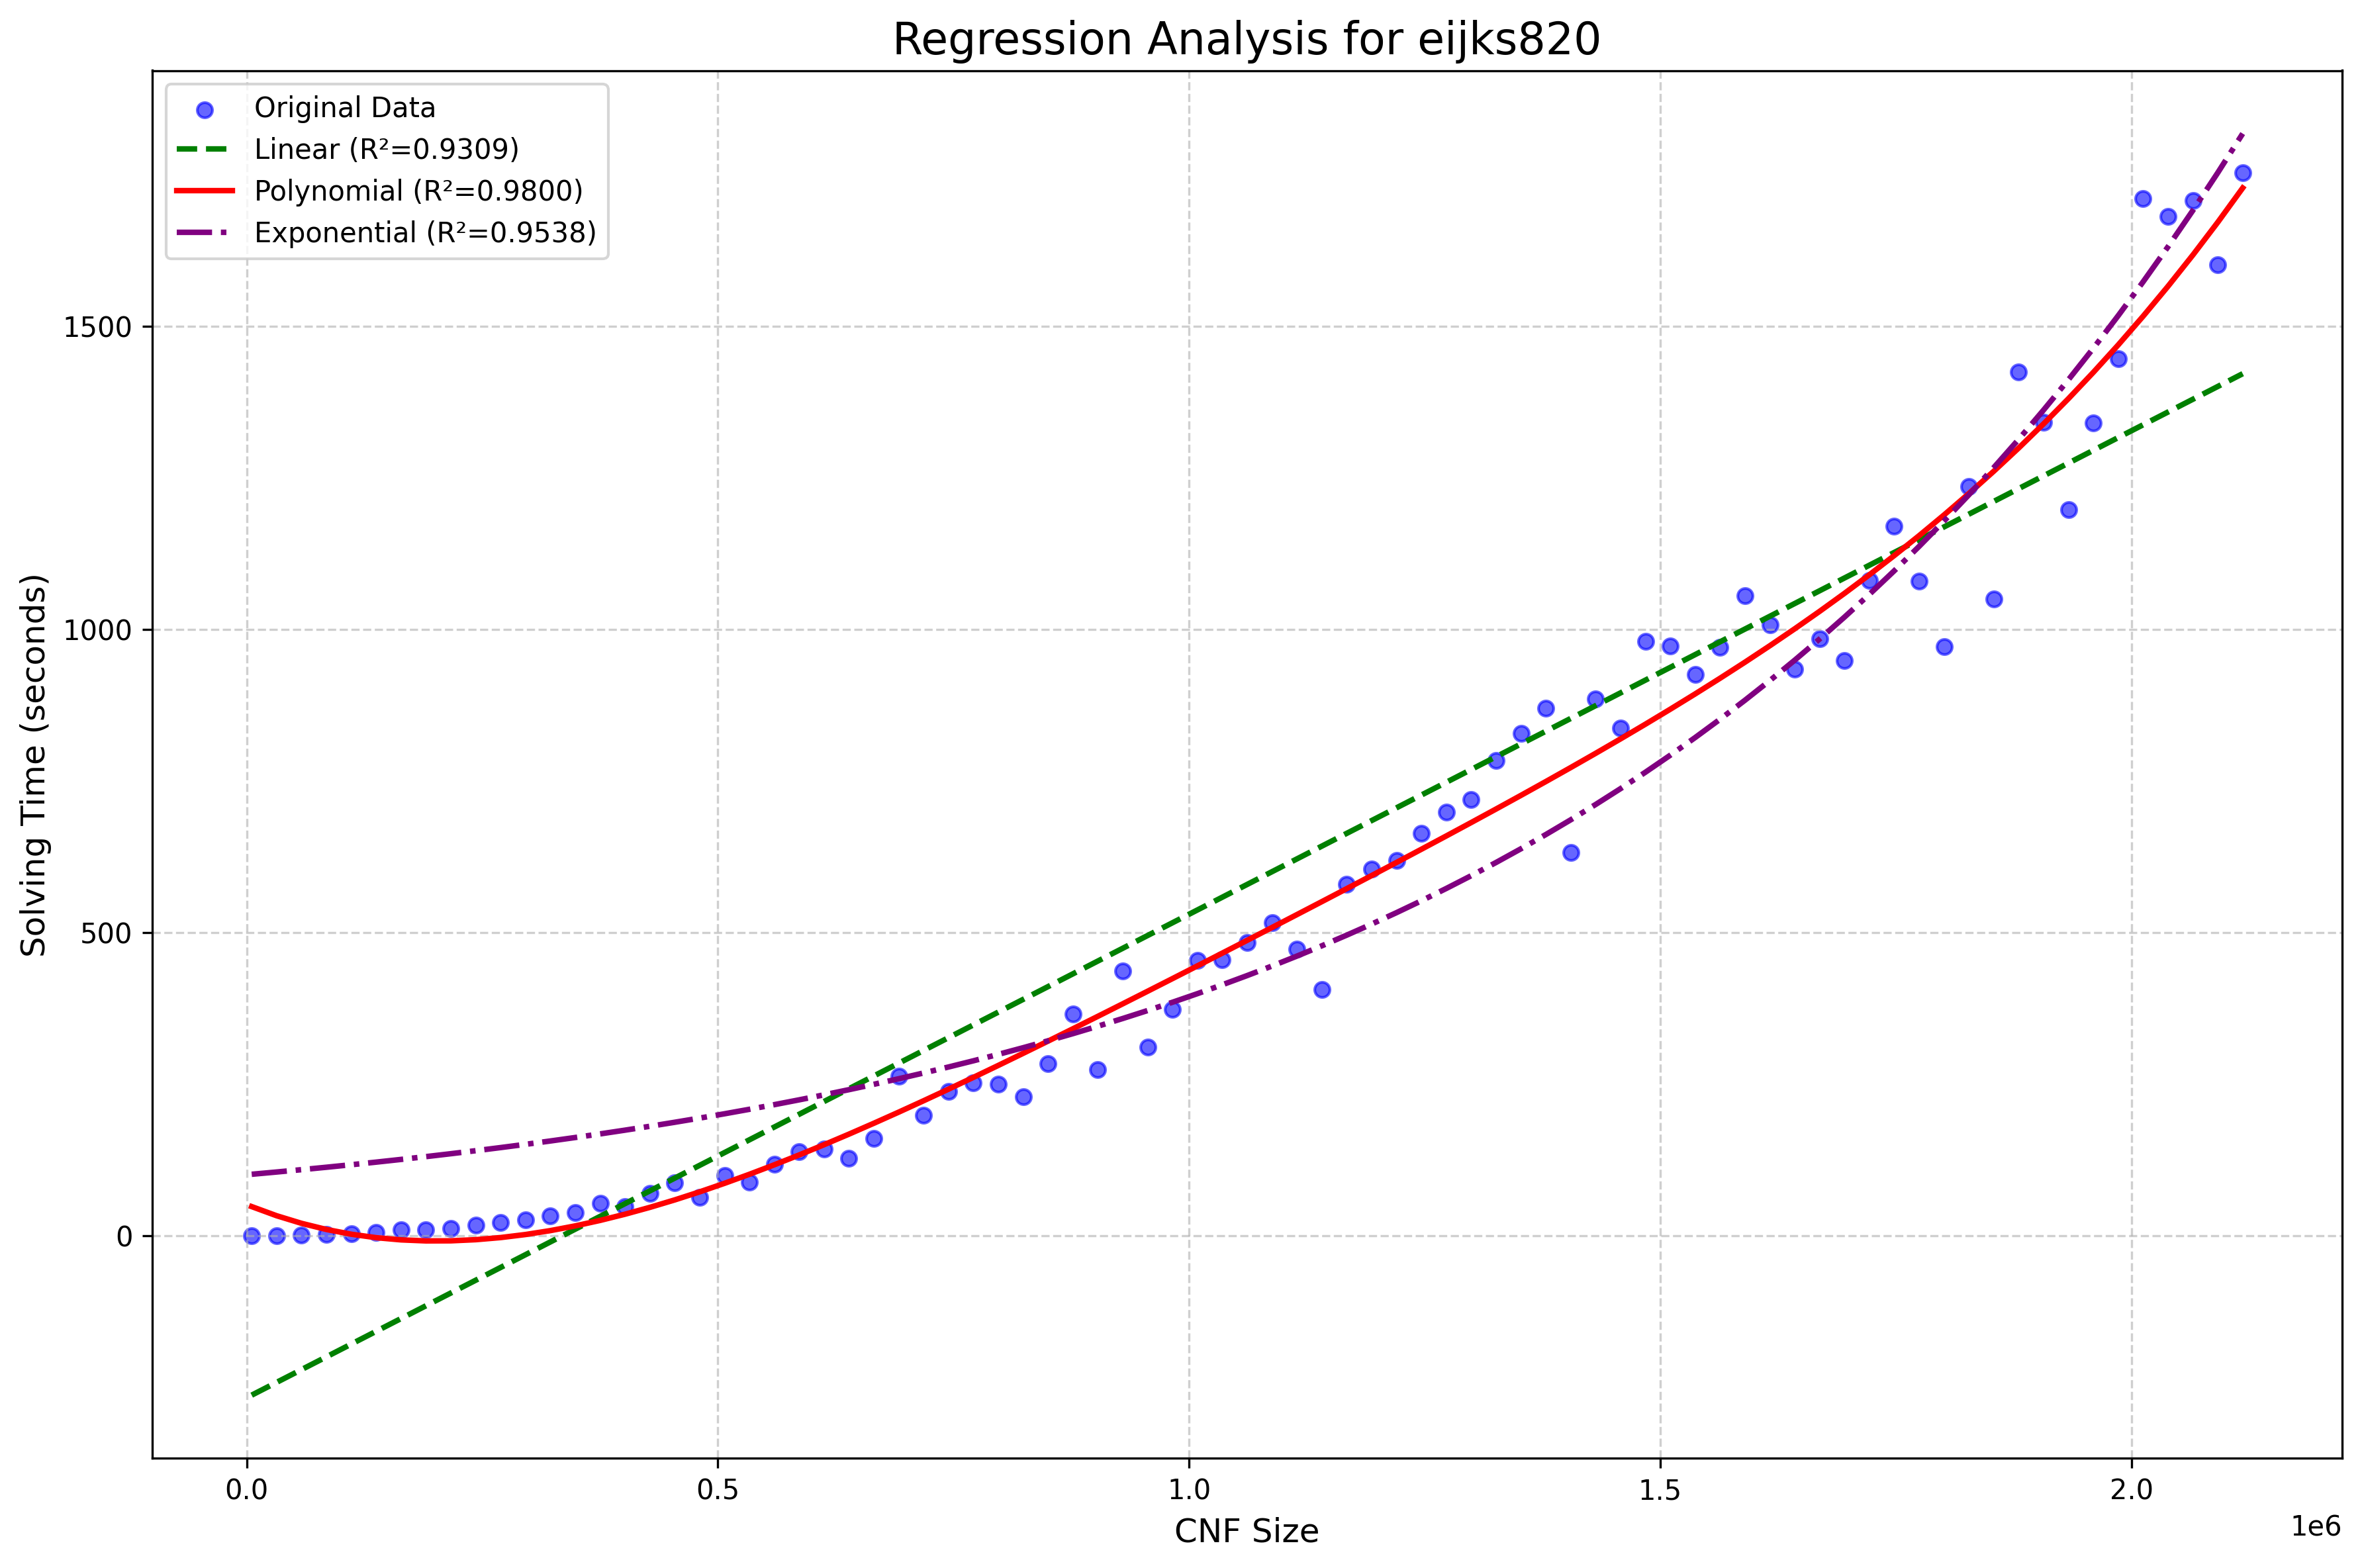 Regression Analysis for eijks820
Original Data
Linear (R²=0.9309)
Polynomial (R²=0.9800)
Exponential (R²=0.9538)
Solving Time (seconds)
1500
1000
500
0
0.0 0.5 1.0 1.5 2.0
1e6
CNF Size